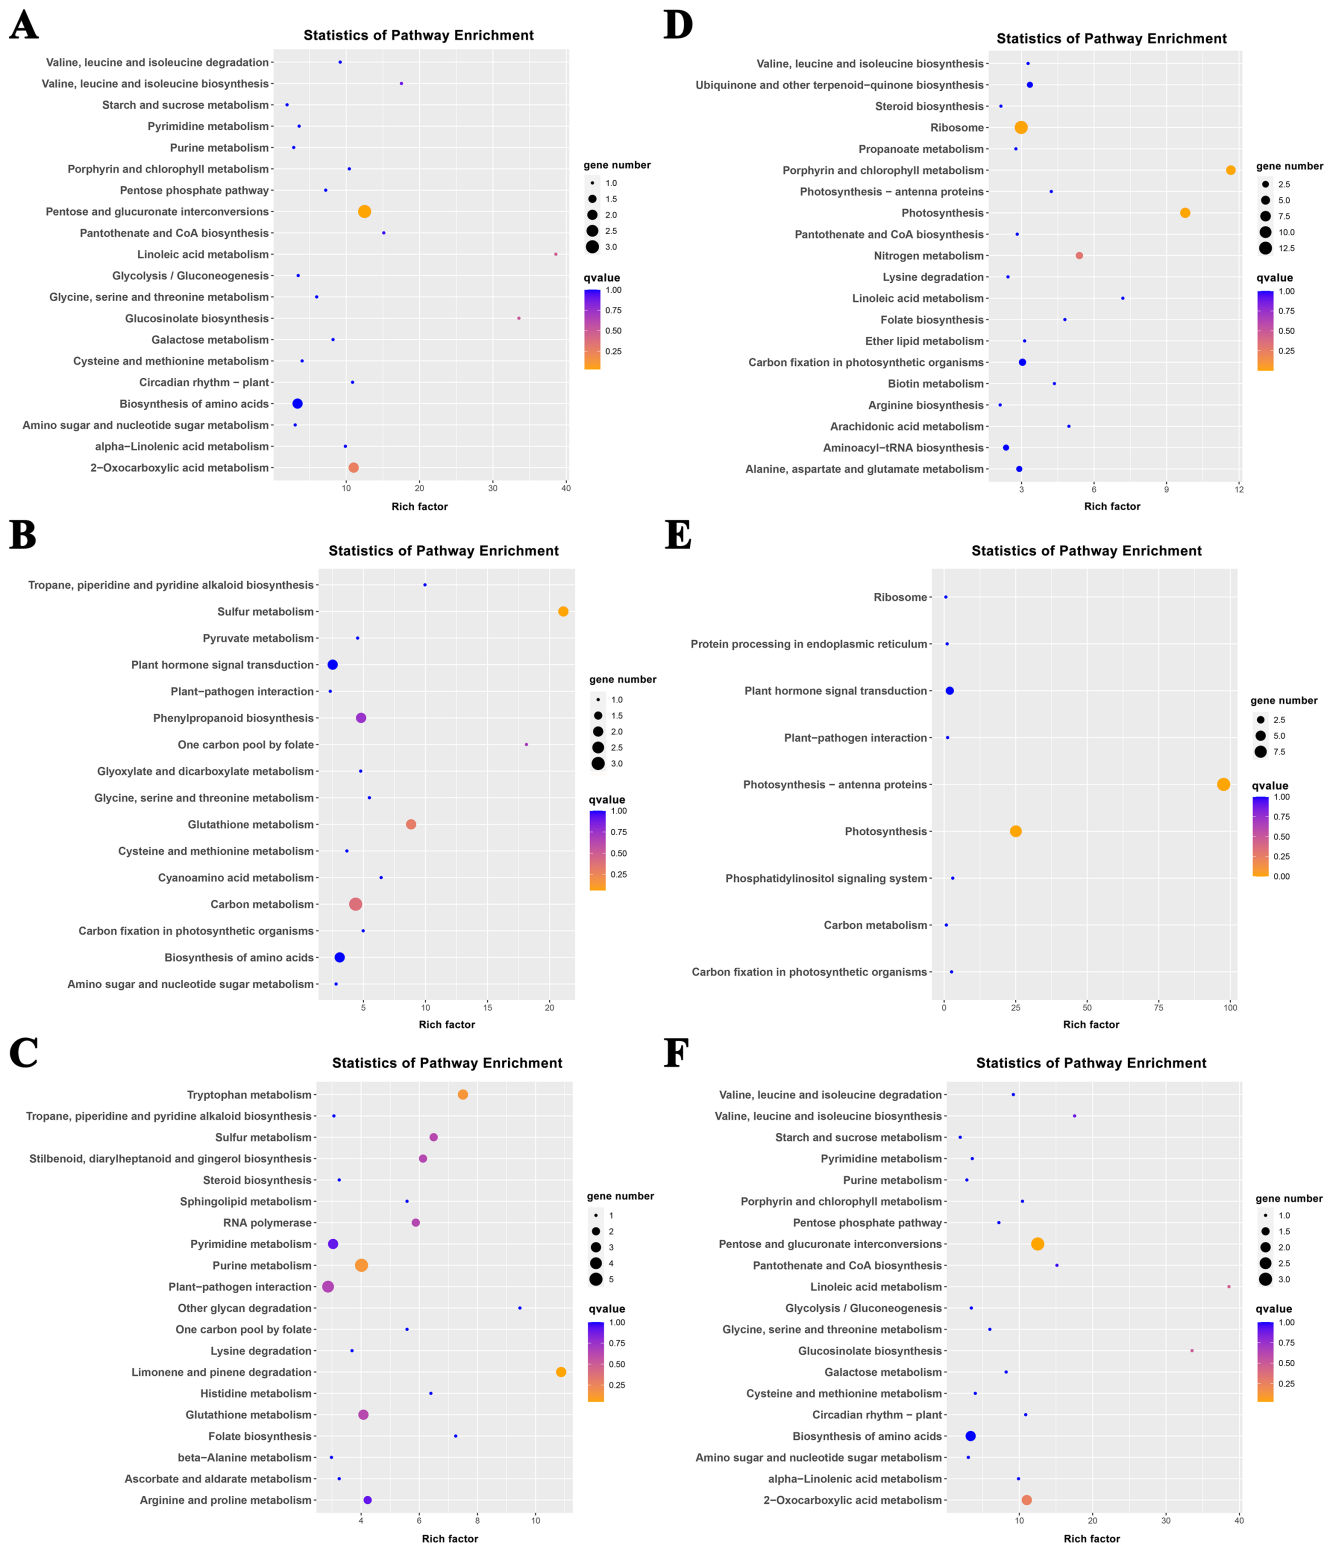 A
Statistics of Pathway Enrichment
Valine, leucine and isoleucine degradation
Valine, leucine and isoleucine biosynthesis
Starch and sucrose metabolism
Pyrimidine metabolism
Purine metabolism
Porphyrin and chlorophyll metabolism
Pentose phosphate pathway
Pentose and glucuronate interconversions
Pantothenate and CoA biosynthesis
Linoleic acid metabolism
Glycolysis / Gluconeogenesis
Glycine, serine and threonine metabolism
Glucosinolate biosynthesis
Galactose metabolism
Cysteine and methionine metabolism
Circadian rhythm − plant
Biosynthesis of amino acids
Amino sugar and nucleotide sugar metabolism
alpha−Linolenic acid metabolism
2−Oxocarboxylic acid metabolism
10 20 30 40
Rich factor
gene number
1.0
1.5
2.0
2.5
3.0
qvalue
1.00
0.75
0.50
0.25
D
Statistics of Pathway Enrichment
Valine, leucine and isoleucine biosynthesis
Ubiquinone and other terpenoid−quinone biosynthesis
Steroid biosynthesis
Ribosome
Propanoate metabolism
Porphyrin and chlorophyll metabolism
Photosynthesis − antenna proteins
Photosynthesis
Pantothenate and CoA biosynthesis
Nitrogen metabolism
Lysine degradation
Linoleic acid metabolism
Folate biosynthesis
Ether lipid metabolism
Carbon fixation in photosynthetic organisms
Biotin metabolism
Arginine biosynthesis
Arachidonic acid metabolism
Aminoacyl−tRNA biosynthesis
Alanine, aspartate and glutamate metabolism
3 6 9 12
Rich factor
gene number
2.5
5.0
7.5
10.0
12.5
qvalue
1.00
0.75
0.50
0.25
B
Statistics of Pathway Enrichment
Tropane, piperidine and pyridine alkaloid biosynthesis
Sulfur metabolism
Pyruvate metabolism
Plant hormone signal transduction
Plant−pathogen interaction
Phenylpropanoid biosynthesis
One carbon pool by folate
Glyoxylate and dicarboxylate metabolism
Glycine, serine and threonine metabolism
Glutathione metabolism
Cysteine and methionine metabolism
Cyanoamino acid metabolism
Carbon metabolism
Carbon fixation in photosynthetic organisms
Biosynthesis of amino acids
Amino sugar and nucleotide sugar metabolism
5 10 15 20
Rich factor
gene number
1.0
1.5
2.0
2.5
3.0
qvalue
1.00
0.75
0.50
0.25
E
Statistics of Pathway Enrichment
Ribosome
Protein processing in endoplasmic reticulum
Plant hormone signal transduction
Plant−pathogen interaction
Photosynthesis − antenna proteins
Photosynthesis
Phosphatidylinositol signaling system
Carbon metabolism
Carbon fixation in photosynthetic organisms
0 25 50 75 100
Rich factor
gene number
2.5
5.0
7.5
qvalue
1.00
0.75
0.50
0.25
0.00
C
Statistics of Pathway Enrichment
Tryptophan metabolism
Tropane, piperidine and pyridine alkaloid biosynthesis
Sulfur metabolism
Stilbenoid, diarylheptanoid and gingerol biosynthesis
Steroid biosynthesis
Sphingolipid metabolism
RNA polymerase
Pyrimidine metabolism
Purine metabolism
Plant−pathogen interaction
Other glycan degradation
One carbon pool by folate
Lysine degradation
Limonene and pinene degradation
Histidine metabolism
Glutathione metabolism
Folate biosynthesis
beta−Alanine metabolism
Ascorbate and aldarate metabolism
Arginine and proline metabolism
4 6 8 10
Rich factor
gene number
1
2
3
4
5
qvalue
1.00
0.75
0.50
0.25
F
Statistics of Pathway Enrichment
Valine, leucine and isoleucine degradation
Valine, leucine and isoleucine biosynthesis
Starch and sucrose metabolism
Pyrimidine metabolism
Purine metabolism
Porphyrin and chlorophyll metabolism
Pentose phosphate pathway
Pentose and glucuronate interconversions
Pantothenate and CoA biosynthesis
Linoleic acid metabolism
Glycolysis / Gluconeogenesis
Glycine, serine and threonine metabolism
Glucosinolate biosynthesis
Galactose metabolism
Cysteine and methionine metabolism
Circadian rhythm − plant
Biosynthesis of amino acids
Amino sugar and nucleotide sugar metabolism
alpha−Linolenic acid metabolism
2−Oxocarboxylic acid metabolism
10 20 30 40
Rich factor
gene number
1.0
1.5
2.0
2.5
3.0
qvalue
1.00
0.75
0.50
0.25